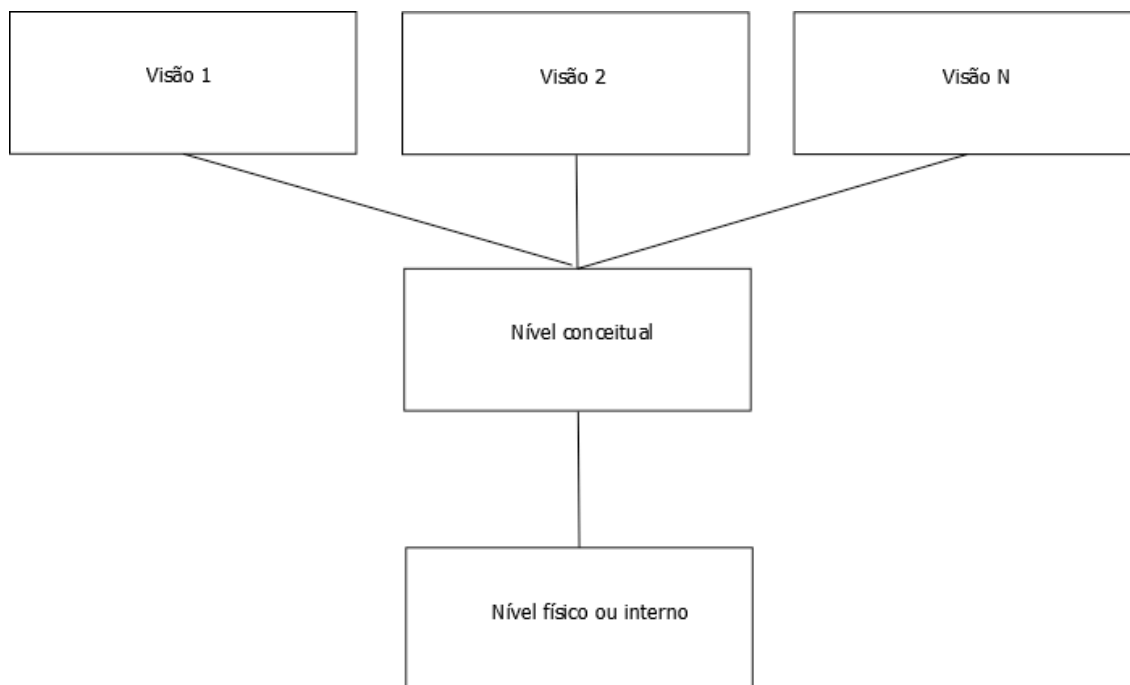 Visão 1
Visão 2
Visão N
Nível conceitual
Nível físico ou interno